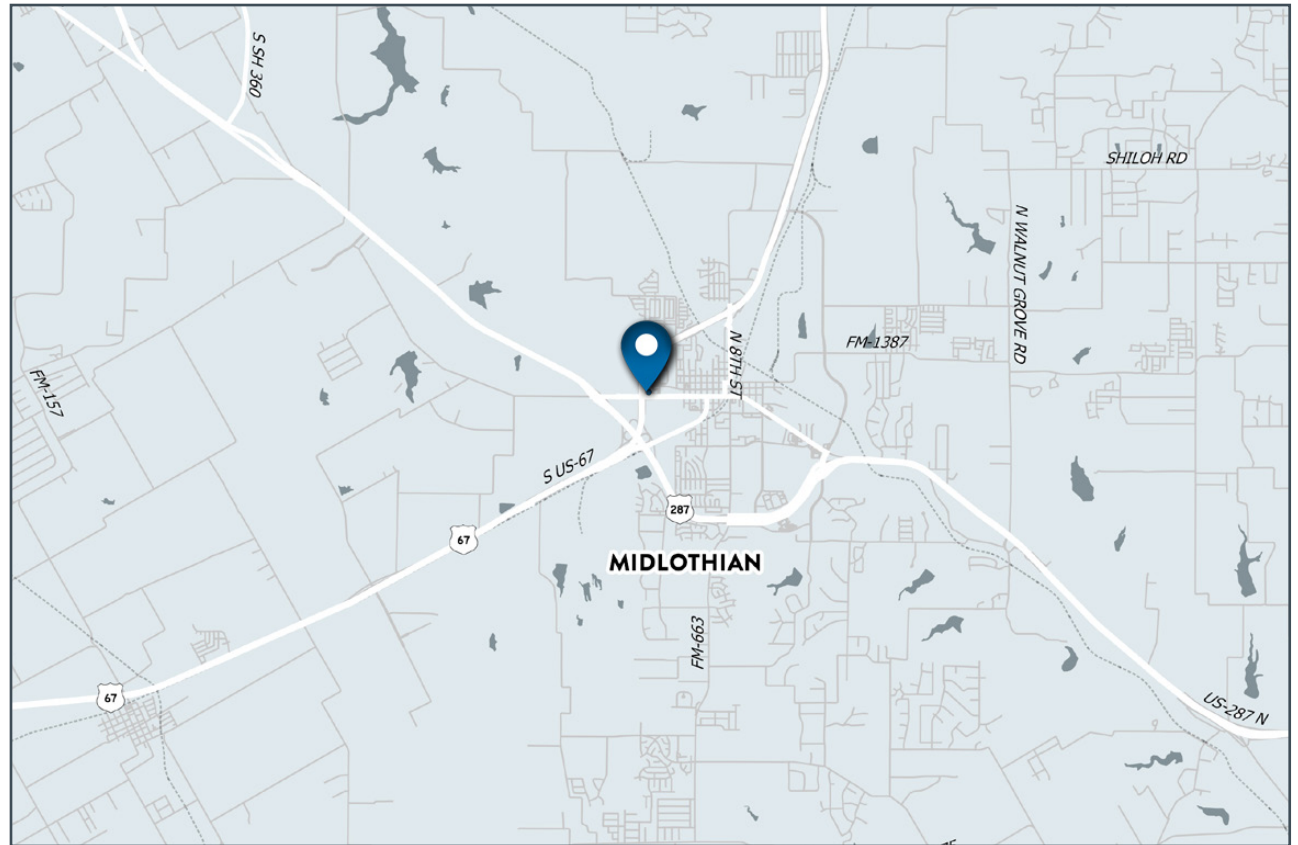 S SH 360
SHILOH RD
N WALNUT GROVE RD
FM-1387
N 8TH ST
FM-157
S US-67
287
67
MIDLOTHIAN
FM-663
67
US-287 N